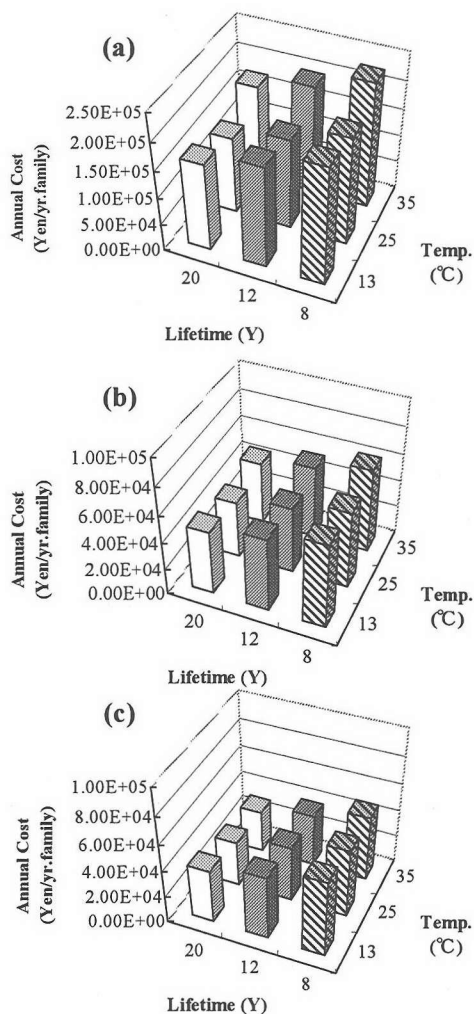 (a)
2.50E+05
2.00E+05
1.50E+05
1.00E+05
5.00E+04
0.00E+00
Annual Cost
(Yen/yr.family)
20
12
8
Lifetime (Y)
13
25
35
Temp.
(℃)
(b)
1.00E+05
8.00E+04
6.00E+04
4.00E+04
2.00E+04
0.00E+00
Annual Cost
(Yen/yr.family)
20
12
8
Lifetime (Y)
13
25
35
Temp.
(℃)
(c)
1.00E+05
8.00E+04
6.00E+04
4.00E+04
2.00E+04
0.00E+00
Annual Cost
(Yen/yr.family)
20
12
8
Lifetime (Y)
13
25
35
Temp.
(℃)